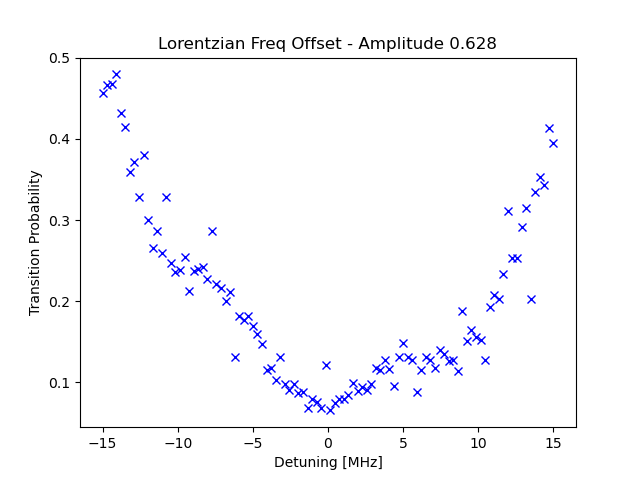 Lorentzian Freq Offset - Amplitude 0.628
Transition Probability
0.5
0.4
0.3
0.2
0.1
−15 −10 −5 0 5 10 15
Detuning [MHz]